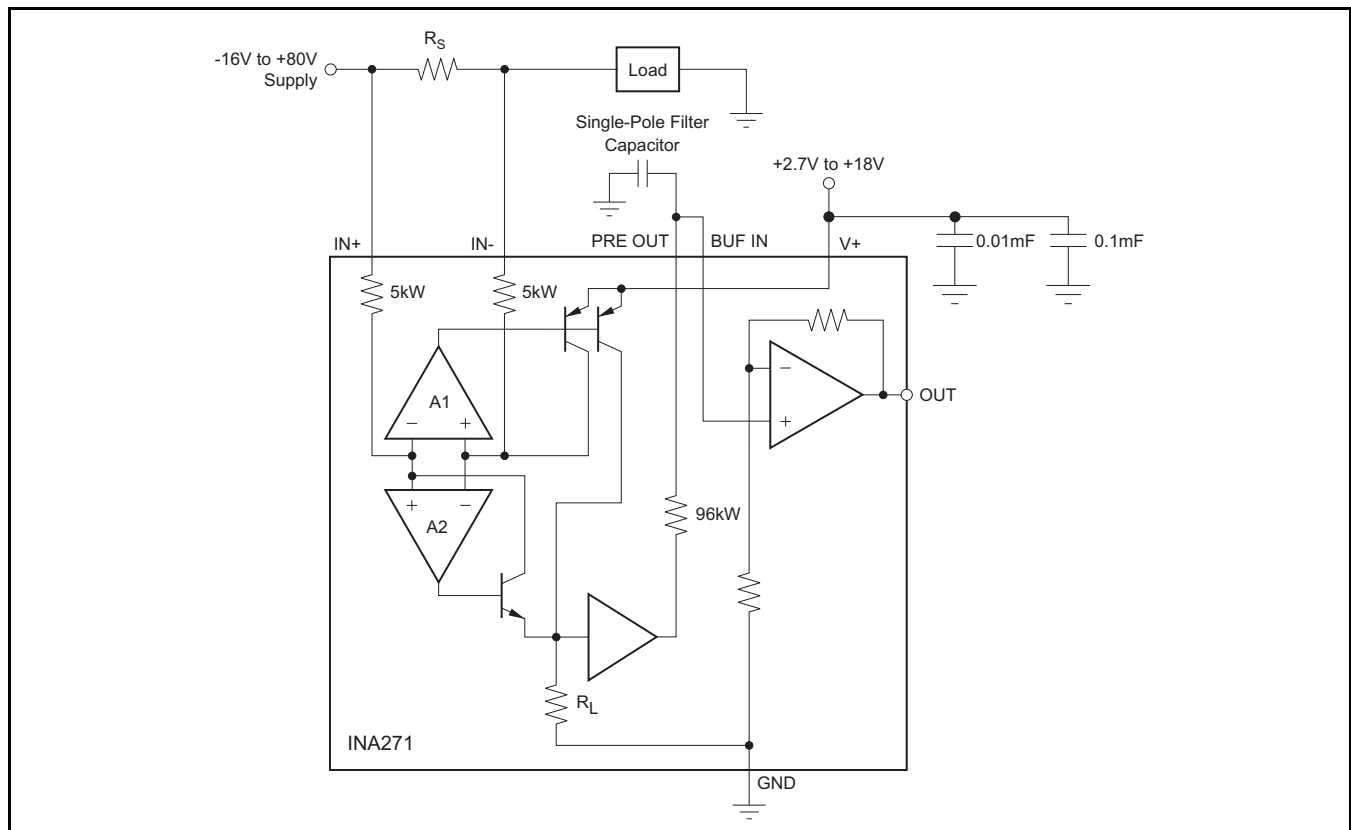 R_S
-16V to +80V
Supply
Load
Single-Pole Filter
Capacitor
+2.7V to +18V
IN+
IN-
PRE OUT
BUF IN
V+
0.01mF
0.1mF
5kW
5kW
A1
- +
-
+
OUT
+ -
A2
96kW
R_L
INA271
GND